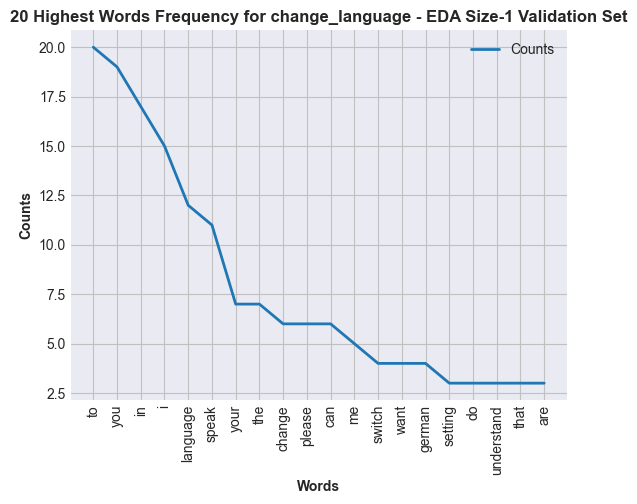 20 Highest Words Frequency for change_language - EDA Size-1 Validation Set
Counts
20.0
17.5
15.0
12.5
10.0
7.5
5.0
2.5
Counts
to
you
in
i
language
speak
your
the
change
please
can
me
switch
want
german
setting
do
understand
that
are
Words